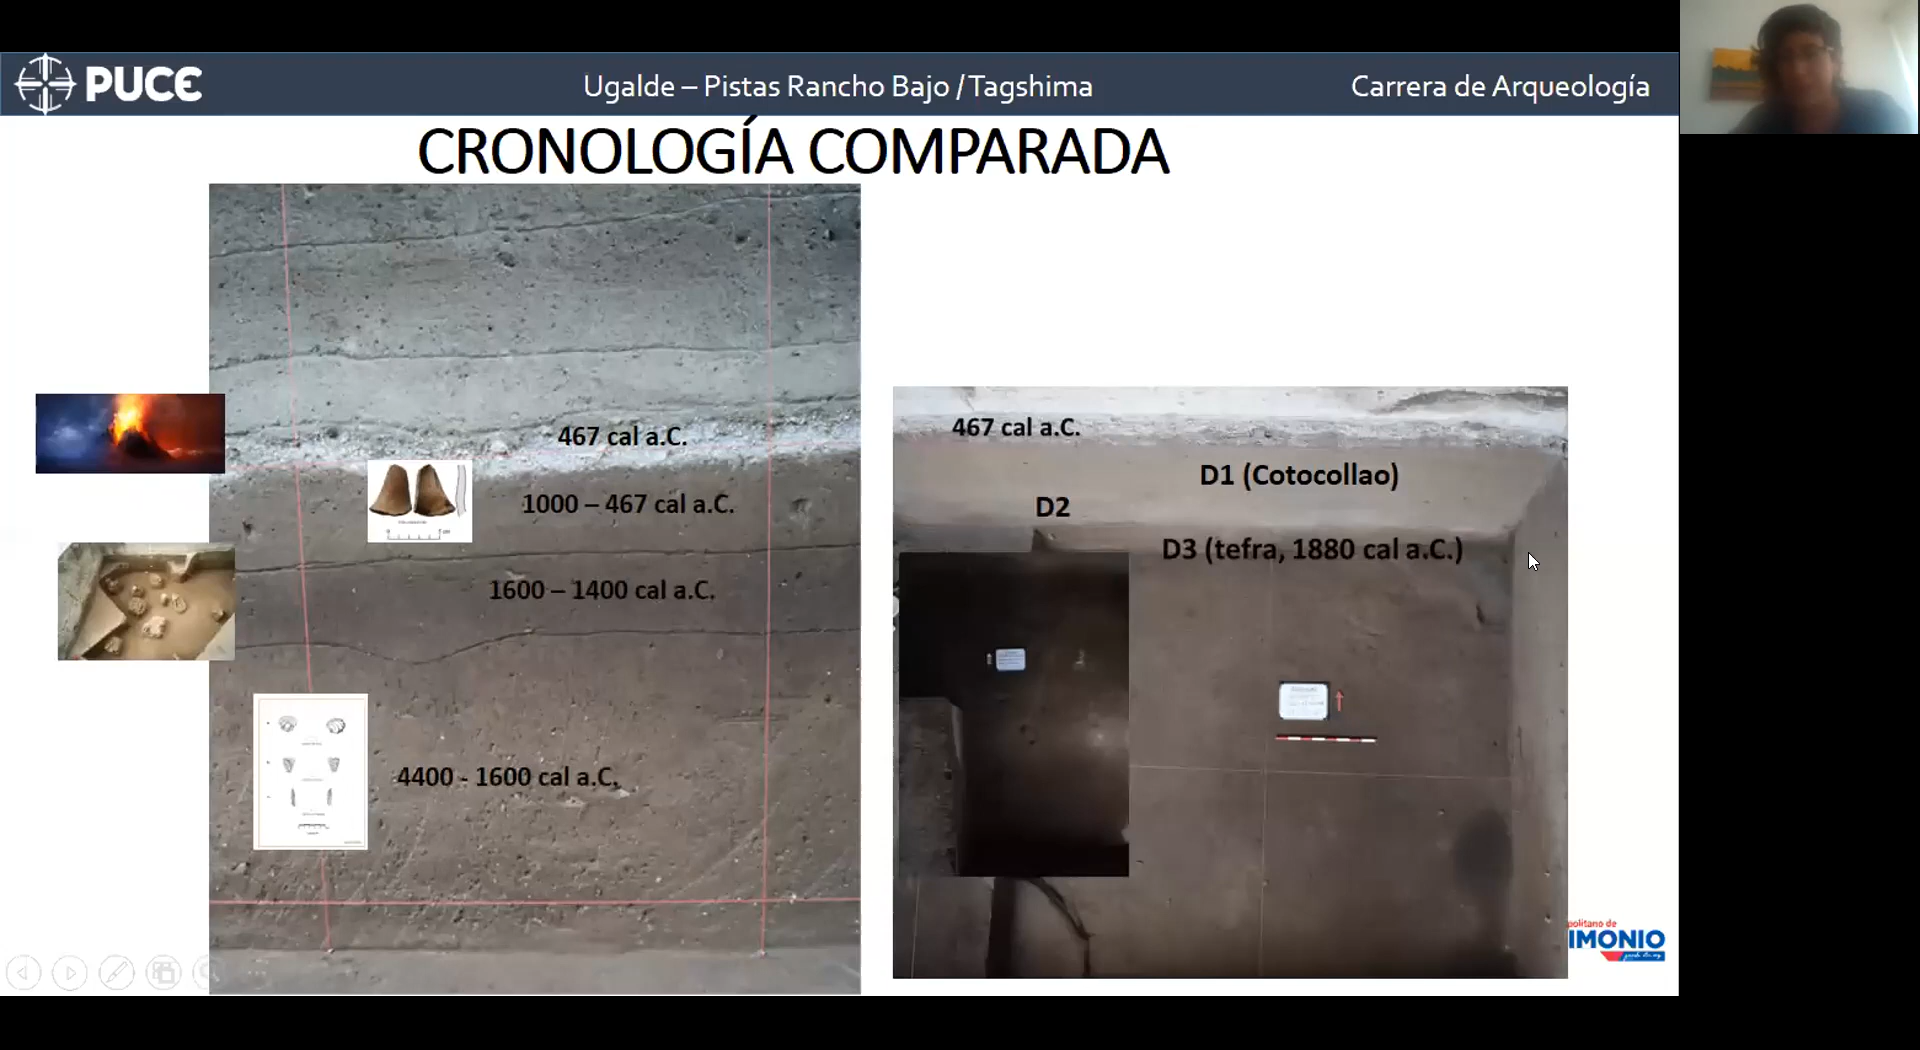 PUCE
Ugalde – Pistas Rancho Bajo / Tagshima
Carrera de Arqueología
CRONOLOGÍA COMPARADA
467 cal a.C.
1000 – 467 cal a.C.
1600 – 1400 cal a.C.
4400 - 1600 cal a.C.
467 cal a.C.
D1 (Cotocollao)
D2
D3 (tefra, 1880 cal a.C.)
politano de
IMONIO